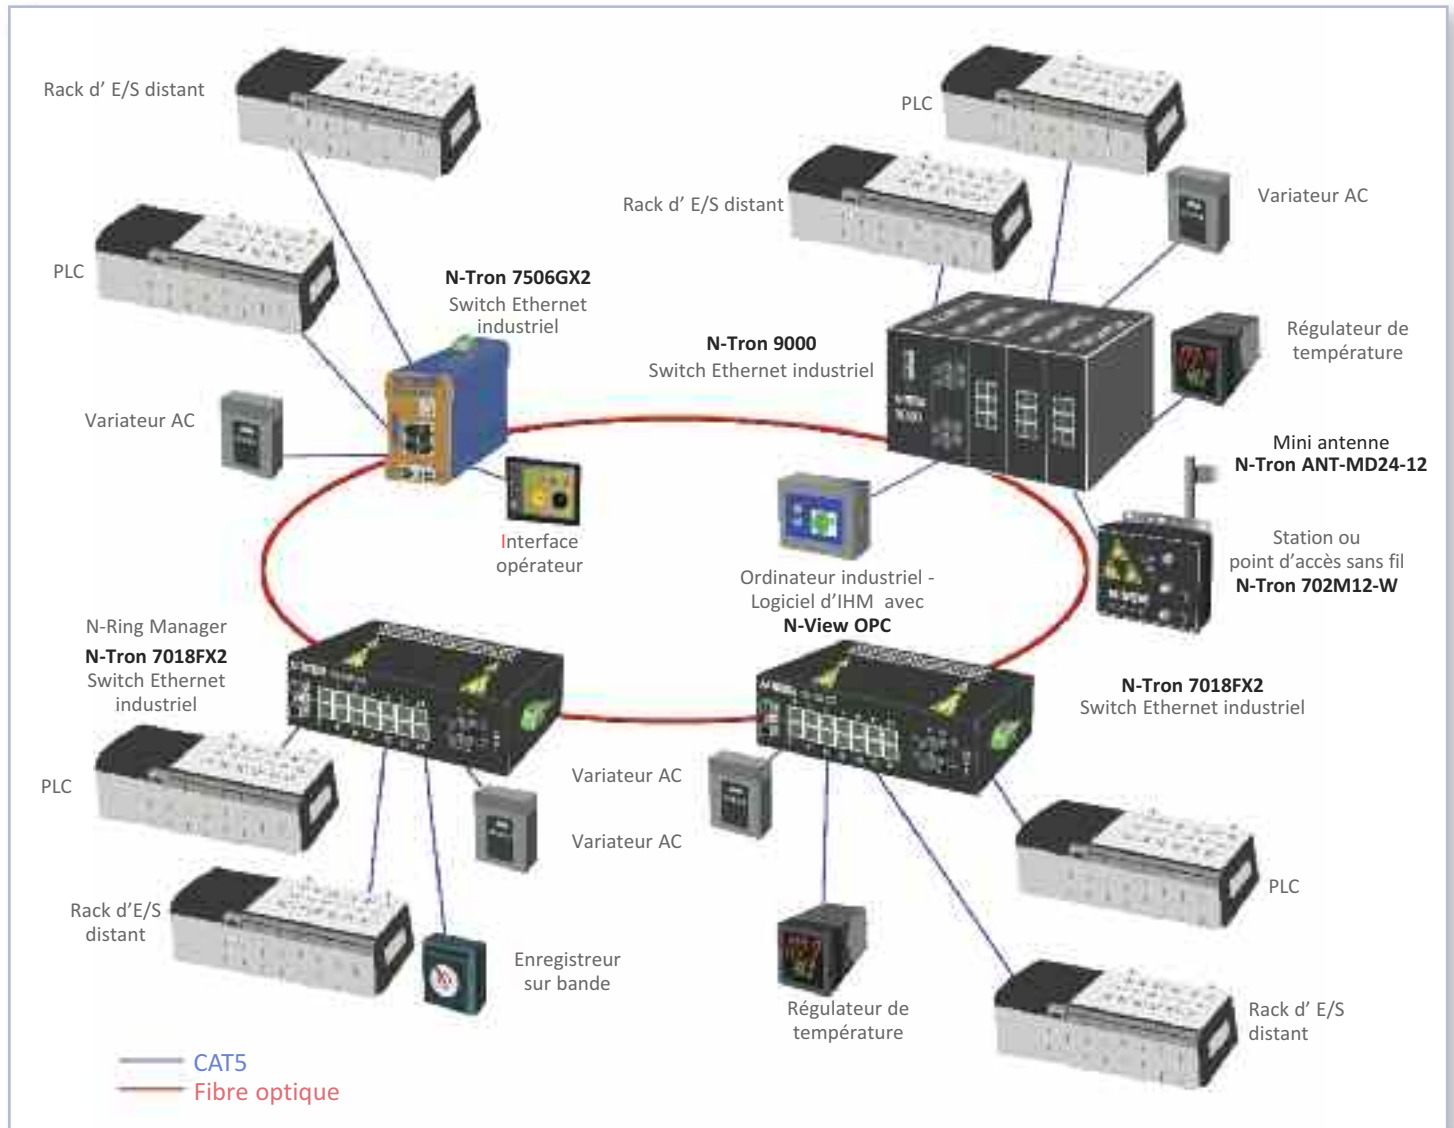 Rack d' E/S distant
PLC
Rack d' E/S distant
Variateur AC
PLC
N-Tron 7506GX2
Switch Ethernet
industriel
N-Tron 9000
Switch Ethernet industriel
Régulateur de
température
Variateur AC
Mini antenne
N-Tron ANT-MD24-12
9000
Interface
opérateur
Station ou
point d'accès sans fil
N-Tron 702M12-W
Ordinateur industriel -
Logiciel d'IHM avec
N-View OPC
N-Ring Manager
N-Tron 7018FX2
Switch Ethernet
industriel
N-Tron 7018FX2
Switch Ethernet industriel
PLC
Variateur AC
Variateur AC
PLC
Rack d'E/S
distant
Enregistreur
sur bande
Régulateur de
température
Rack d' E/S
distant
CAT5
Fibre optique